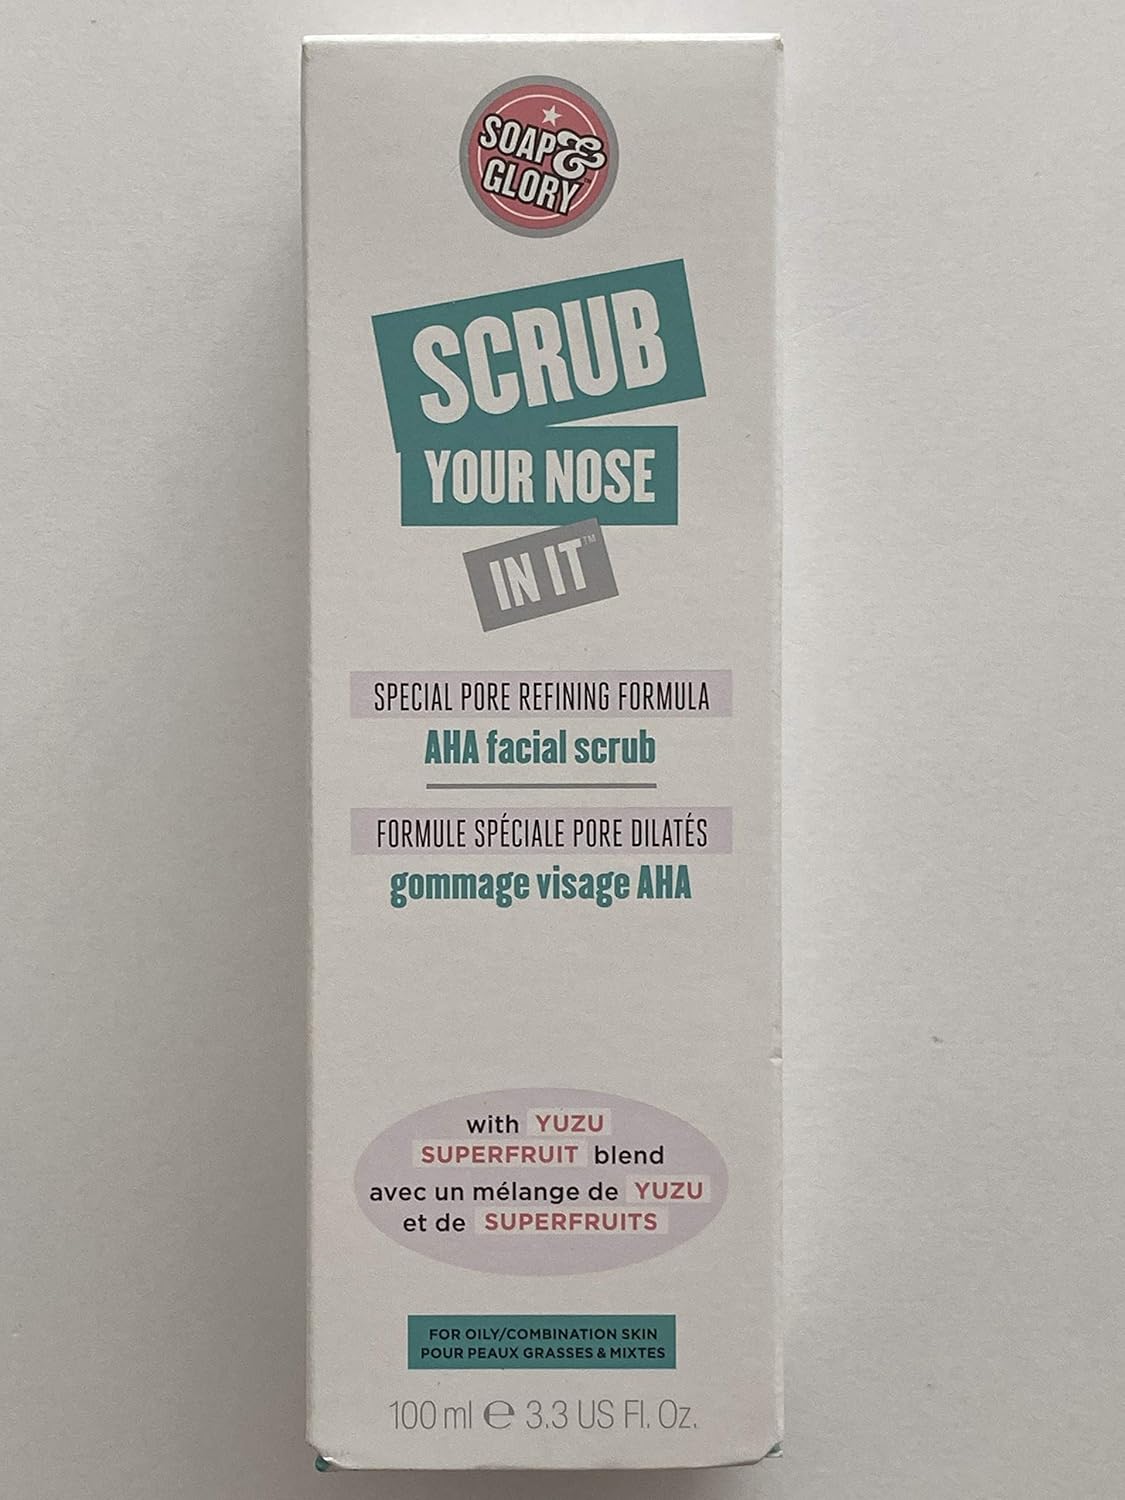 SOAP &
GLORY™
SCRUB
YOUR NOSE
IN IT™
SPECIAL PORE REFINING FORMULA
AHA facial scrub
FORMULE SPÉCIALE PORE DILATÉS
gommage visage AHA
with YUZU
SUPERFRUIT blend
avec un mélange de YUZU
et de SUPERFRUITS
FOR OILY/COMBINATION SKIN
POUR PEAUX GRASSES & MIXTES
100 ml ℮ 3.3 US Fl. Oz.